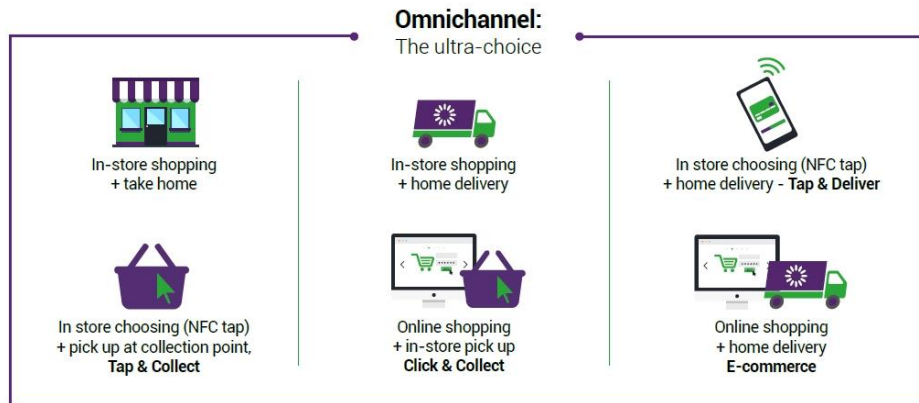 Omnichannel:
The ultra-choice
In-store shopping
+ take home
In-store shopping
+ home delivery
In store choosing (NFC tap)
+ home delivery - Tap & Deliver
In store choosing (NFC tap)
+ pick up at collection point,
Tap & Collect
Online shopping
+ in-store pick up
Click & Collect
Online shopping
+ home delivery
E-commerce